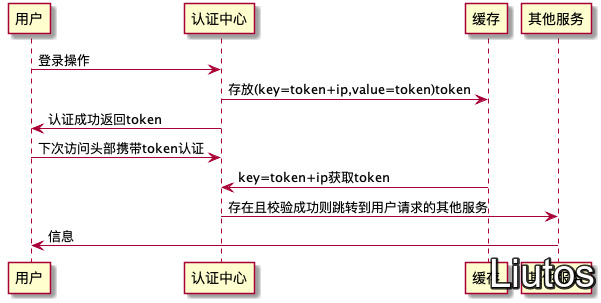 用户 认证中心 缓存 其他服务
登录操作
存放(key=token+ip,value=token)token
认证成功返回token
下次访问头部携带token认证
key=token+ip获取token
存在且校验成功则跳转到用户请求的其他服务
信息
用户 认证中心 缓存 其他服务
Liutos